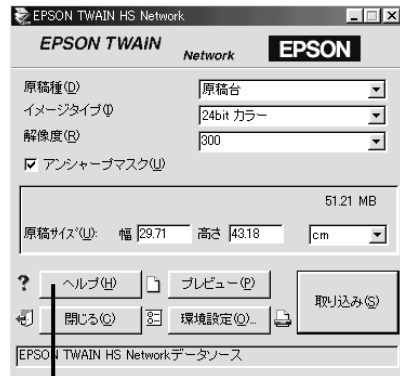 EPSON TWAIN HS Network
EPSON TWAIN Network EPSON
原稿種(D) 原稿台
イメージタイプ(I) 24bit カラー
解像度(R) 300
アンシャープマスク(U)
51.21 MB
原稿サイズ(U): 幅 29.71 高さ 43.18 cm
? ヘルプ(H) プレビュー(P)
取り込み(S)
閉じる(C) 環境設定(O)...
EPSON TWAIN HS Networkデータソース